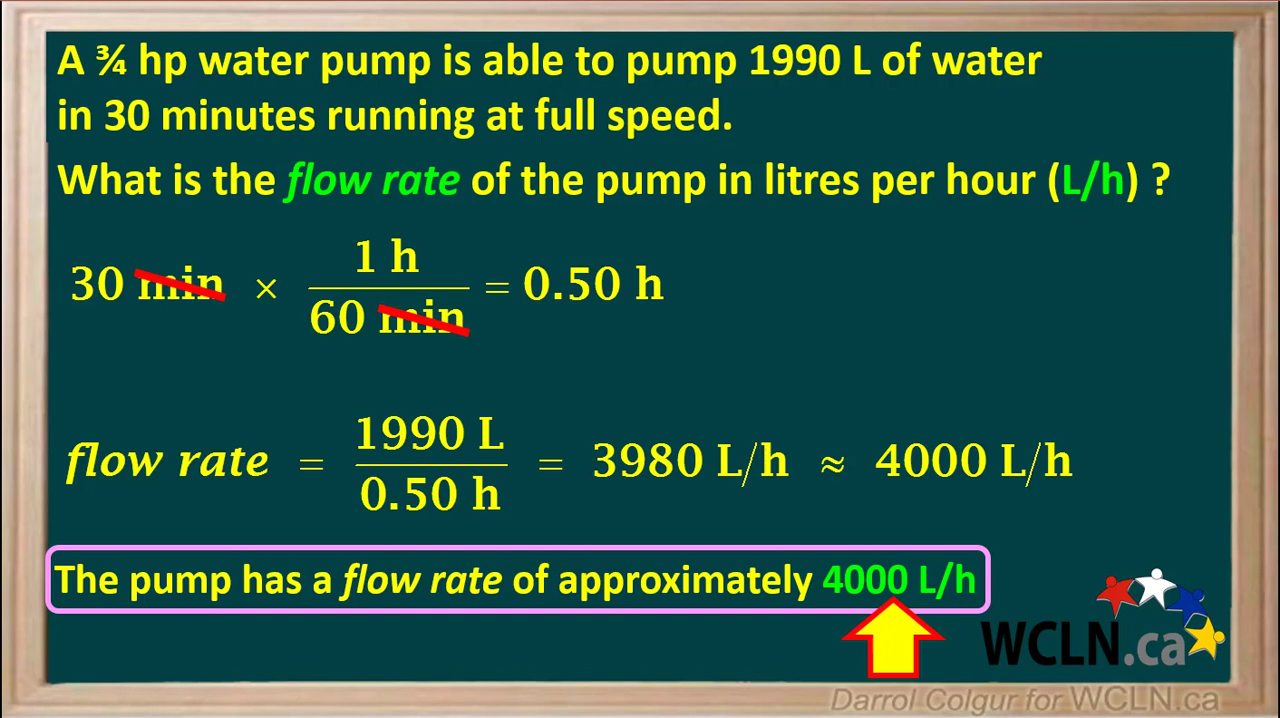 A ¾ hp water pump is able to pump 1990 L of water
in 30 minutes running at full speed.
What is the flow rate of the pump in litres per hour (L/h) ?
30 min × 1 h / 60 min = 0.50 h
flow rate = 1990 L / 0.50 h = 3980 L/h ≈ 4000 L/h
The pump has a flow rate of approximately 4000 L/h
WCLN.ca
Darrol Colgur for WCLN.ca